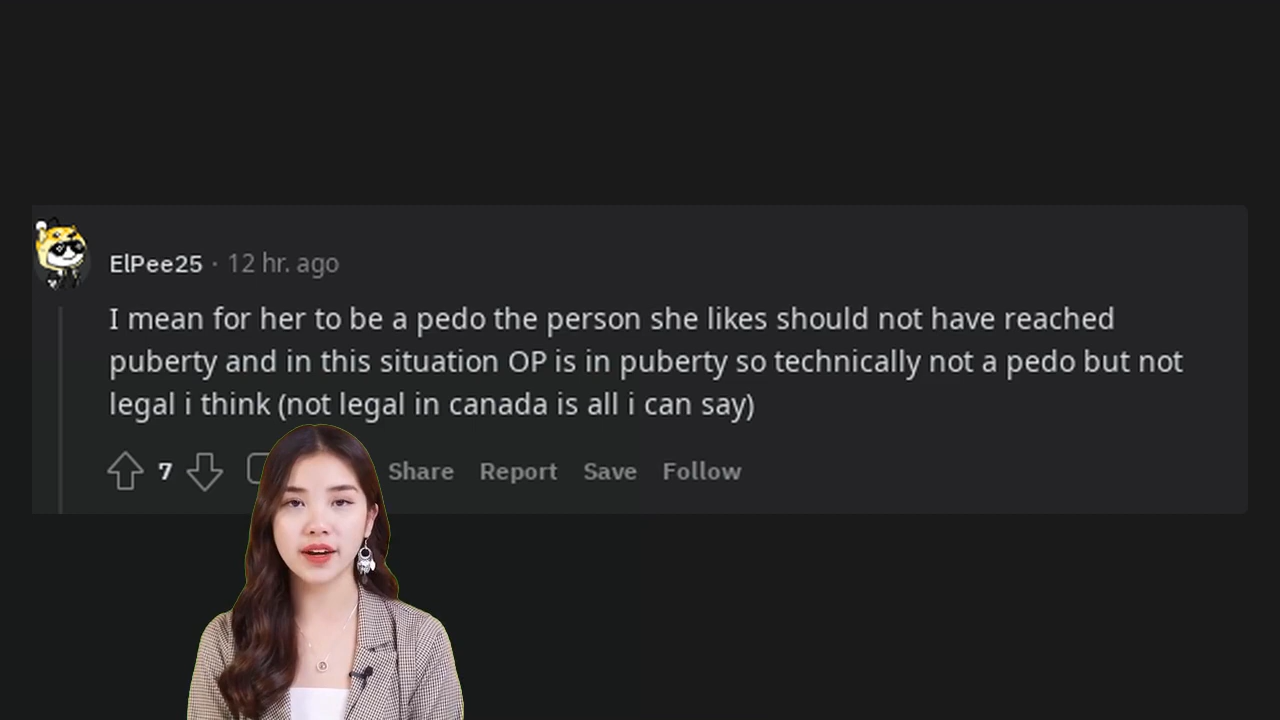 ElPee25 · 12 hr. ago
I mean for her to be a pedo the person she likes should not have reached
puberty and in this situation OP is in puberty so technically not a pedo but not
legal i think (not legal in canada is all i can say)
7 Share Report Save Follow